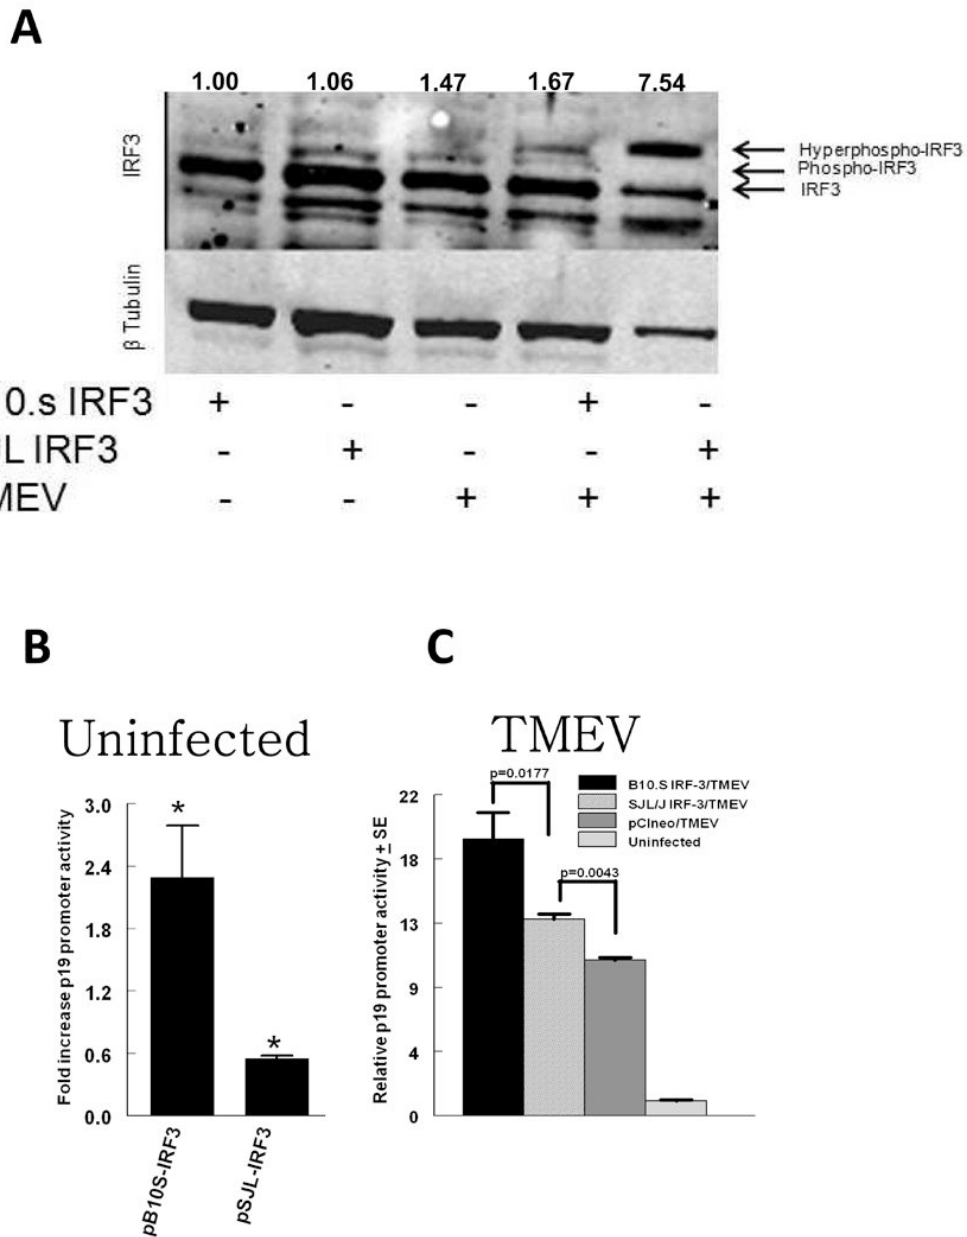 A
1.00 1.06 1.47 1.67 7.54
IRF3
Hyperphospho-IRF3
Phospho-IRF3
IRF3
β Tubulin
0.s IRF3 + - - + -
L IRF3 - + - - +
MEV - - + + +
B
C
Uninfected
TMEV
Fold increase p19 promoter activity
3.0
2.4
1.8
1.2
0.6
0.0
*
*
pB10S-IRF3
pSJL-IRF3
Relative p19 promoter activity ± SE
22
18
13
9
4
0
p=0.0177
p=0.0043
B10.S IRF-3/TMEV
SJL/J IRF-3/TMEV
pCIneo/TMEV
Uninfected